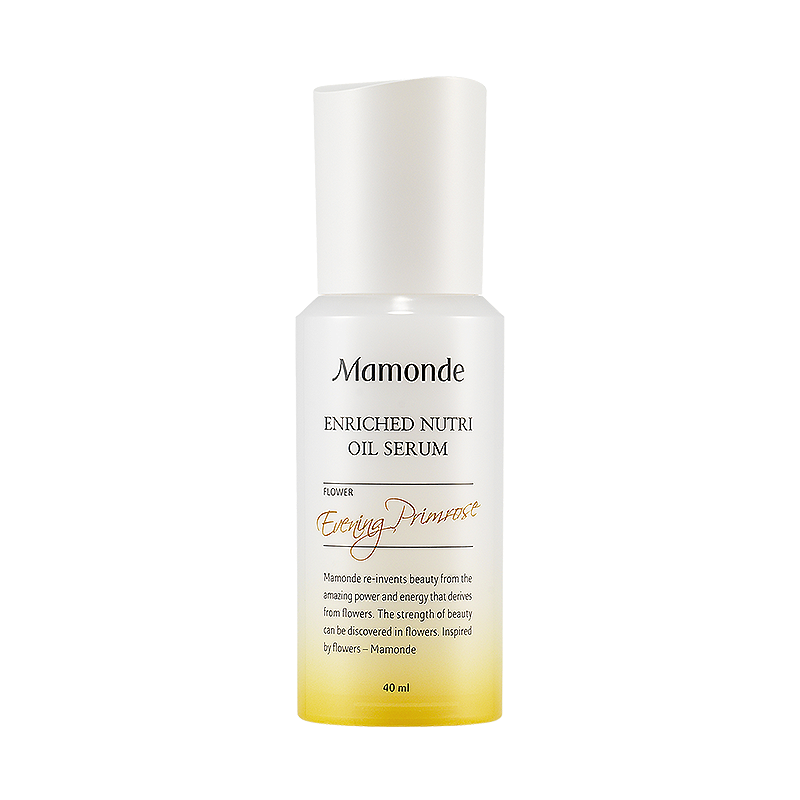 Mamonde
ENRICHED NUTRI
OIL SERUM
FLOWER
Evening Primrose
Mamonde re-invents beauty from the
amazing power and energy that derives
from flowers. The strength of beauty
can be discovered in flowers. Inspired
by flowers – Mamonde
40 ml